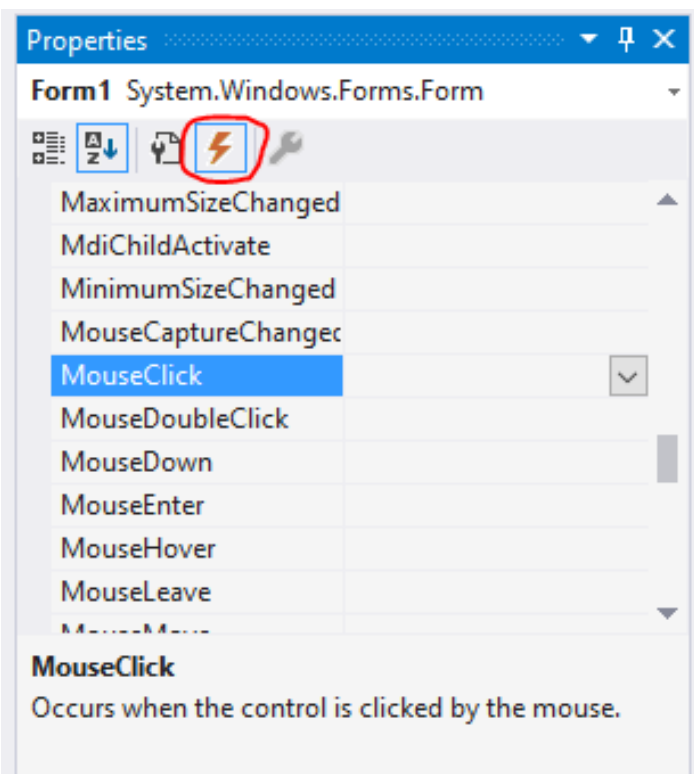 Properties
Form1 System.Windows.Forms.Form
MaximumSizeChanged
MdiChildActivate
MinimumSizeChanged
MouseCaptureChanged
MouseClick
MouseDoubleClick
MouseDown
MouseEnter
MouseHover
MouseLeave
MouseClick
Occurs when the control is clicked by the mouse.